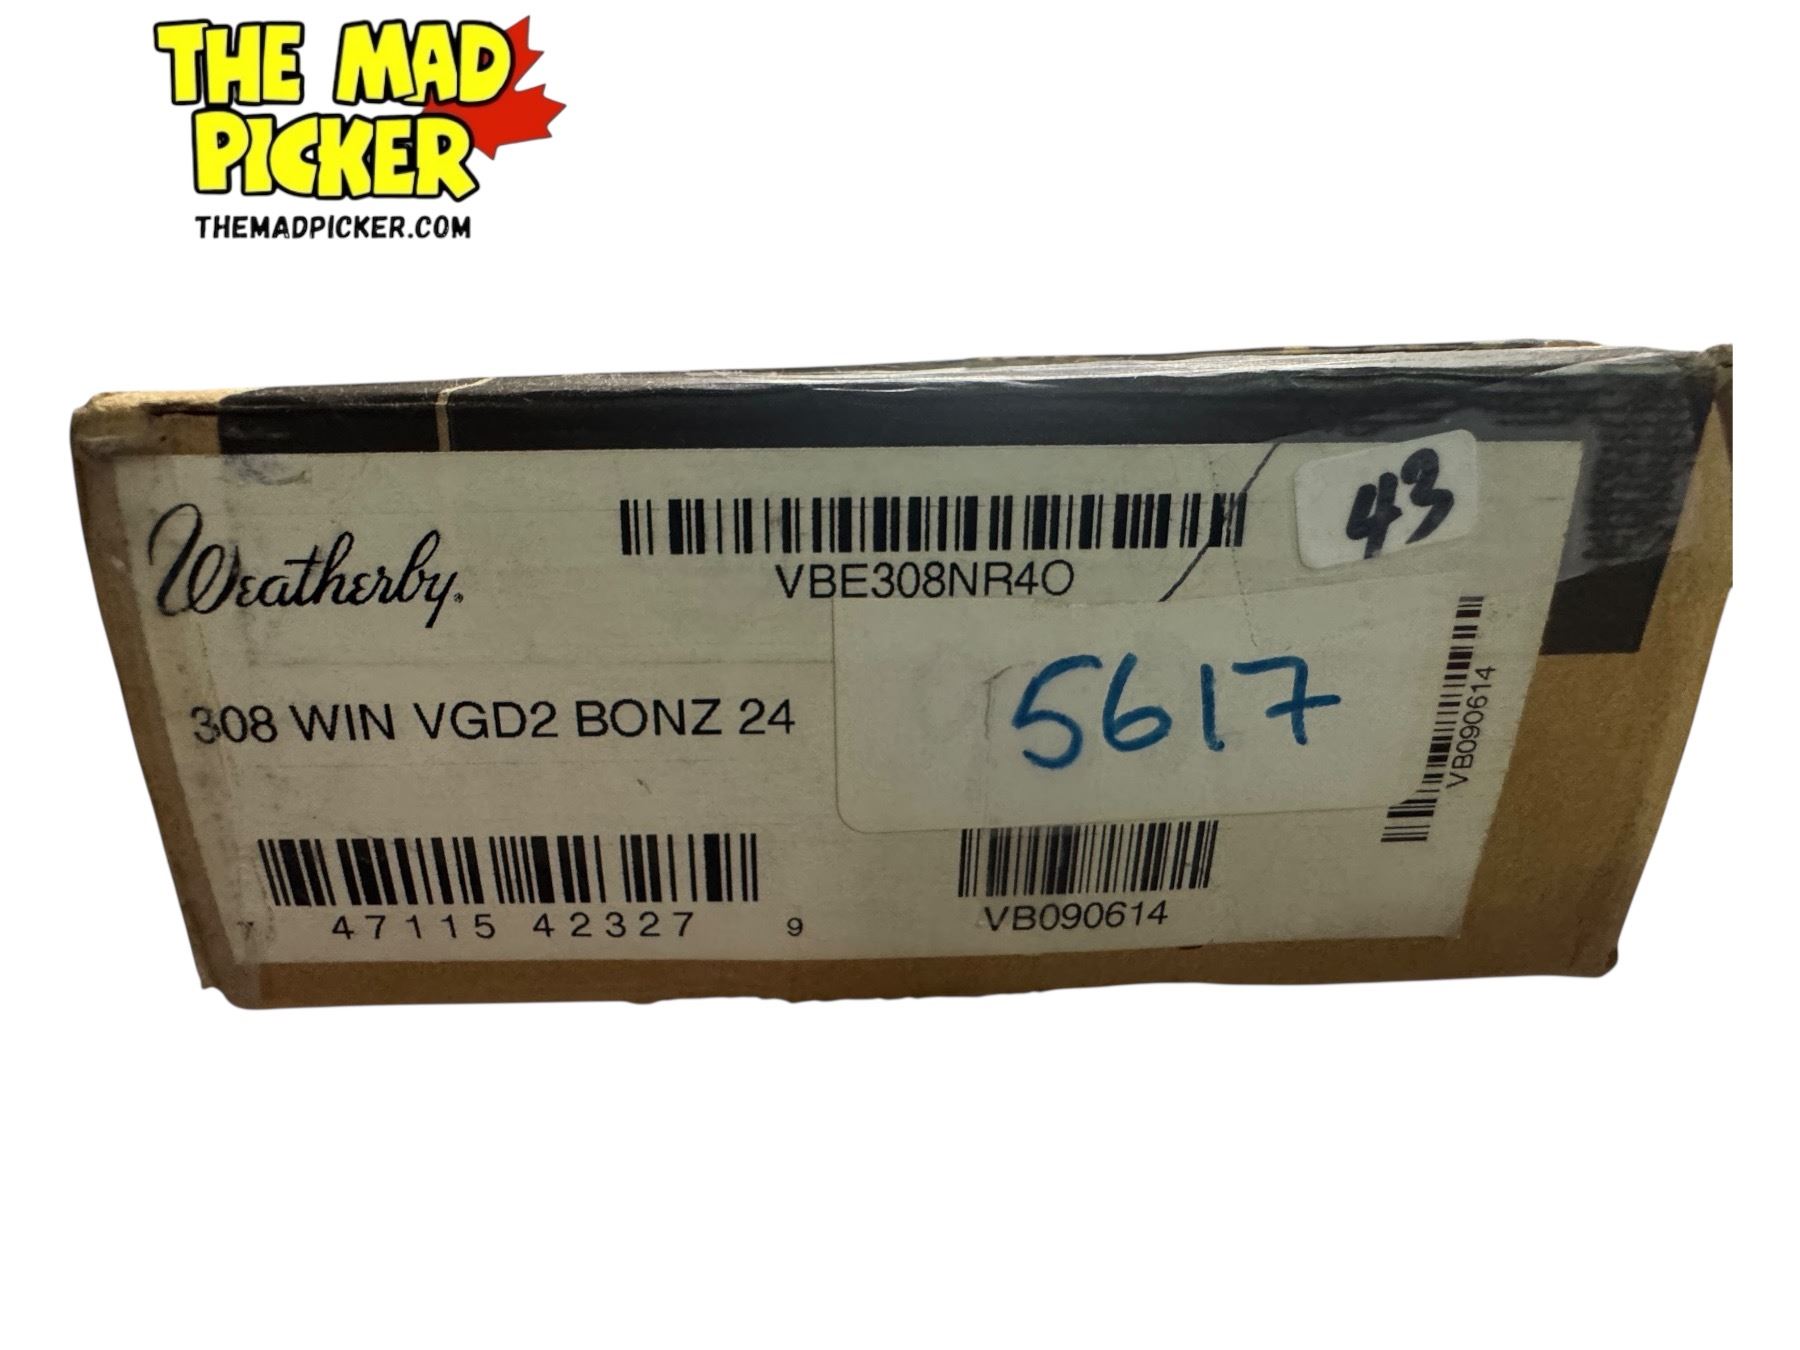 THE MAD
PICKER
THEMADPICKER.COM
Weatherby.
VBE308NR4O
43
308 WIN VGD2 BONZ 24
5617
VB090614
7 47115 42327 9
VB090614